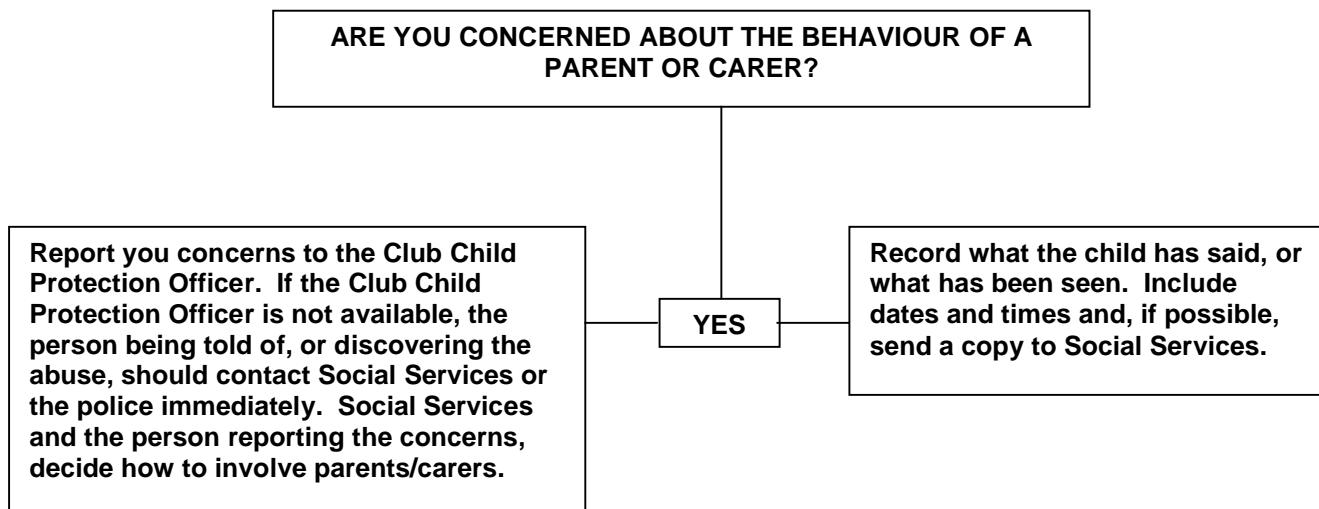 ARE YOU CONCERNED ABOUT THE BEHAVIOUR OF A
PARENT OR CARER?
Report you concerns to the Club Child
Protection Officer. If the Club Child
Protection Officer is not available, the
person being told of, or discovering the
abuse, should contact Social Services or
the police immediately. Social Services
and the person reporting the concerns,
decide how to involve parents/carers.
YES
Record what the child has said, or
what has been seen. Include
dates and times and, if possible,
send a copy to Social Services.